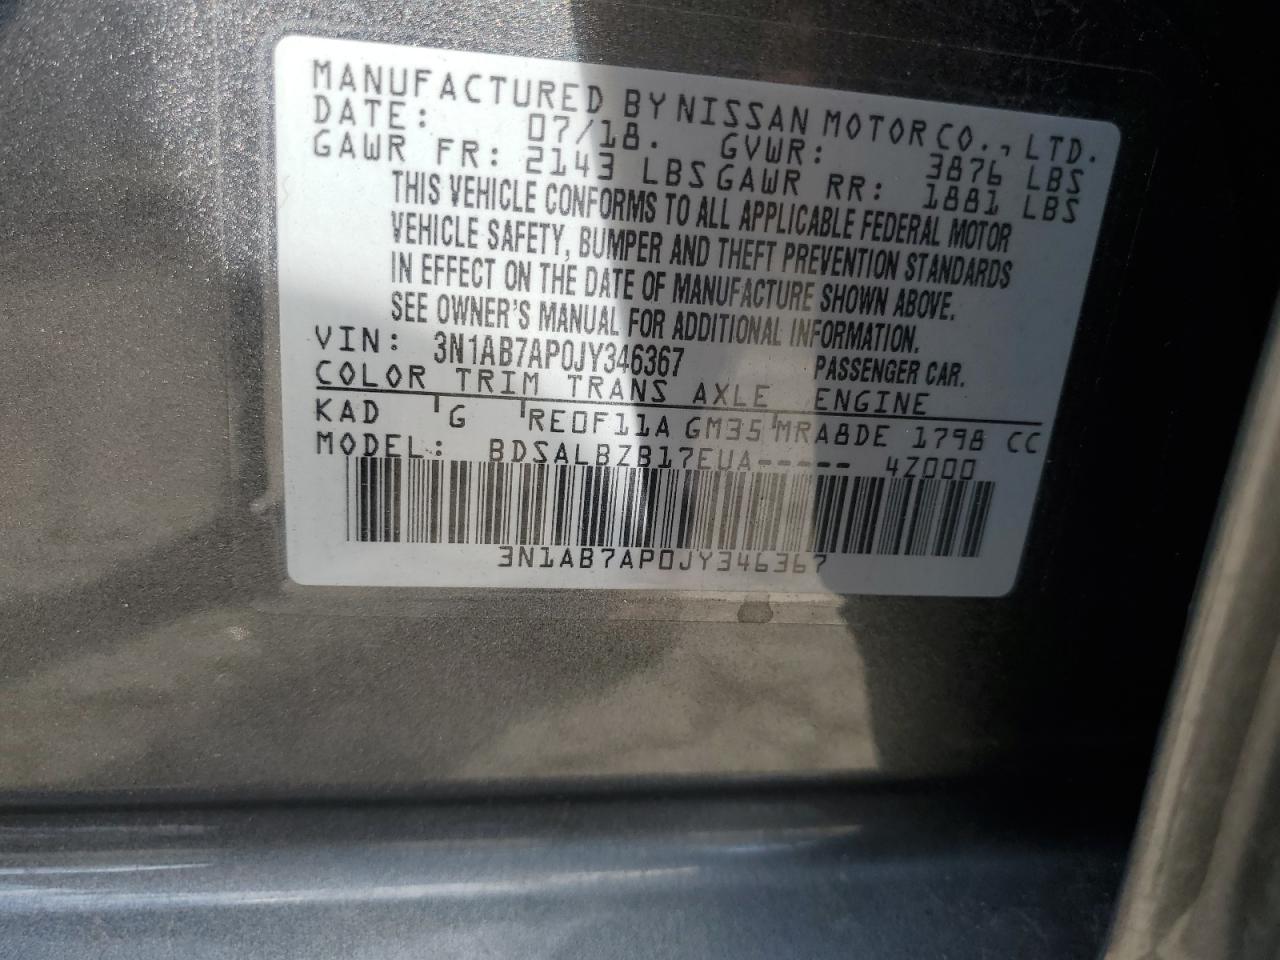 MANUFACTURED BY NISSAN MOTOR CO., LTD.
DATE: 07/18. GVWR: 3876 LBS
GAWR FR: 2143 LBS GAWR RR: 1881 LBS
THIS VEHICLE CONFORMS TO ALL APPLICABLE FEDERAL MOTOR
VEHICLE SAFETY, BUMPER AND THEFT PREVENTION STANDARDS
IN EFFECT ON THE DATE OF MANUFACTURE SHOWN ABOVE.
SEE OWNER'S MANUAL FOR ADDITIONAL INFORMATION.
VIN: 3N1AB7AP0JY346367 PASSENGER CAR.
COLOR TRIM TRANS AXLE ENGINE
KAD G RE0F11A GM35 MRA8DE 1798 CC
MODEL: BDSALBZB17EUA----- 4Z000
3N1AB7AP0JY346367